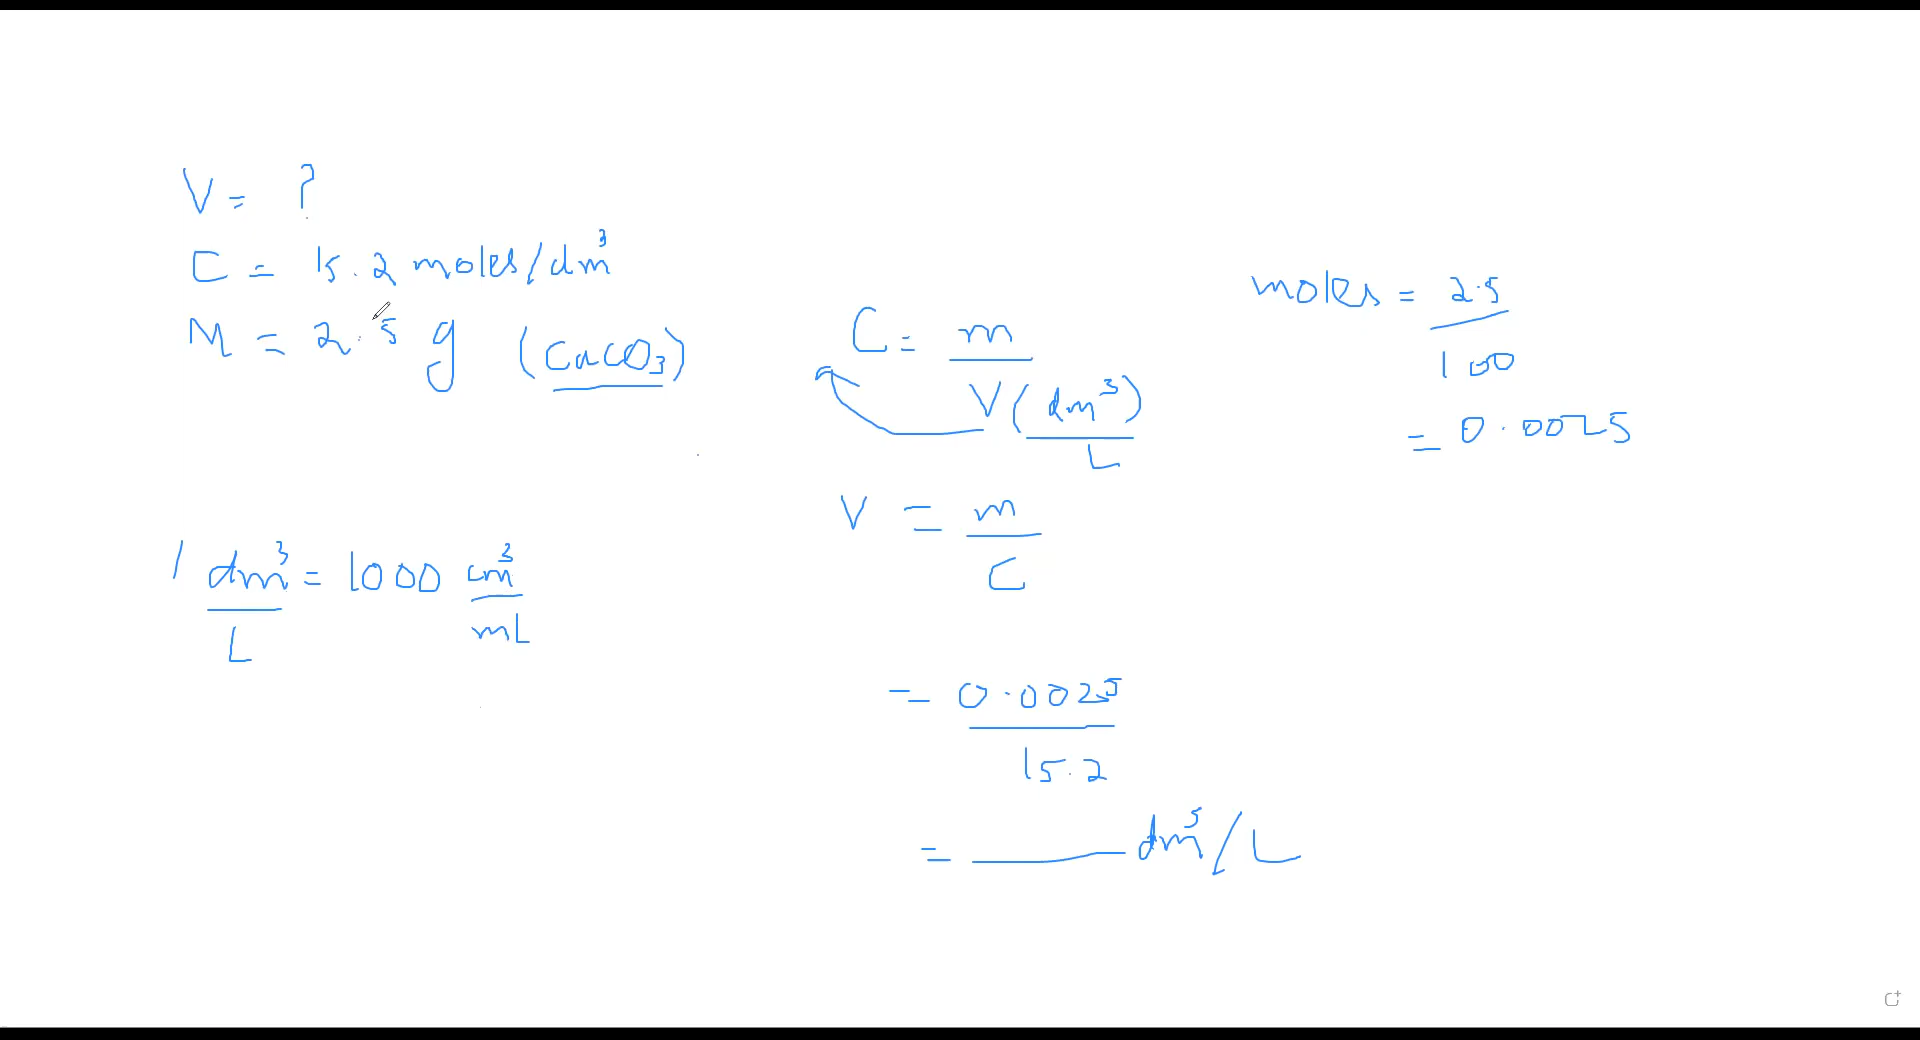 V = ?
C = 15.2 moles/dm³
M = 2.5 g (CaCO₃)
1 dm³ = 1000 cm³
L mL
C = m
V (dm³)
L
V = m
C
= 0.0025
15.2
= dm³/L
moles = 2.5
100
= 0.0025